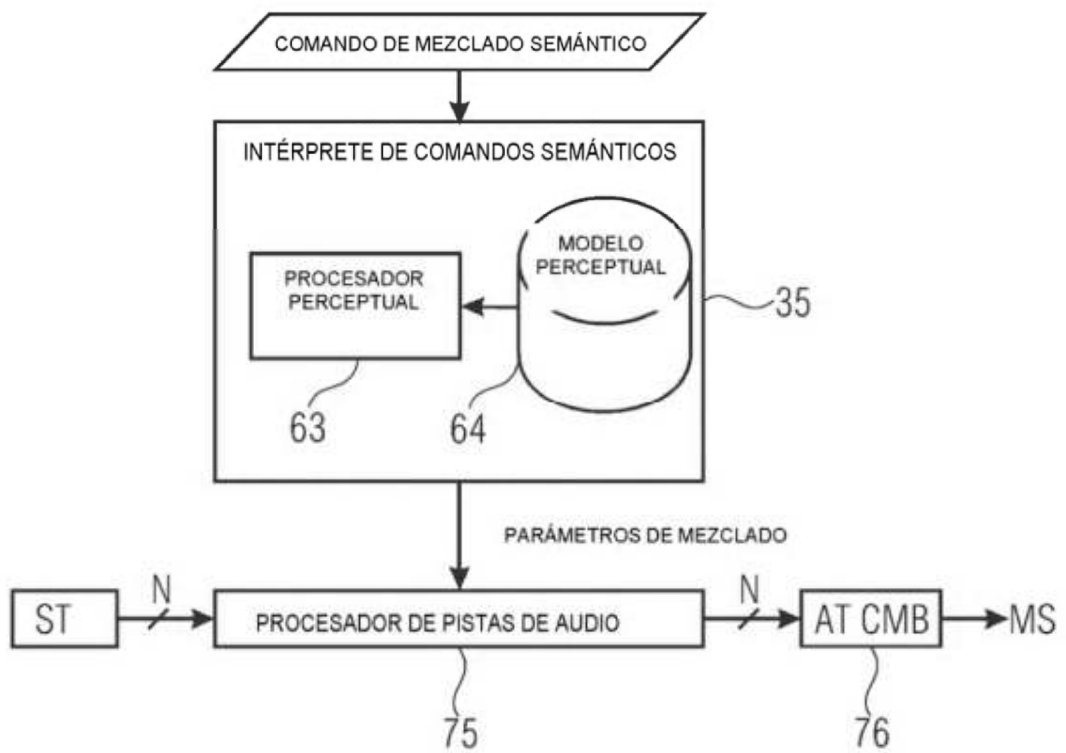 COMANDO DE MEZCLADO SEMÁNTICO
INTÉRPRETE DE COMANDOS SEMÁNTICOS
PROCESADOR
PERCEPTUAL
MODELO
PERCEPTUAL
35
63
64
PARÁMETROS DE MEZCLADO
ST
N
PROCESADOR DE PISTAS DE AUDIO
N
AT CMB
MS
75
76